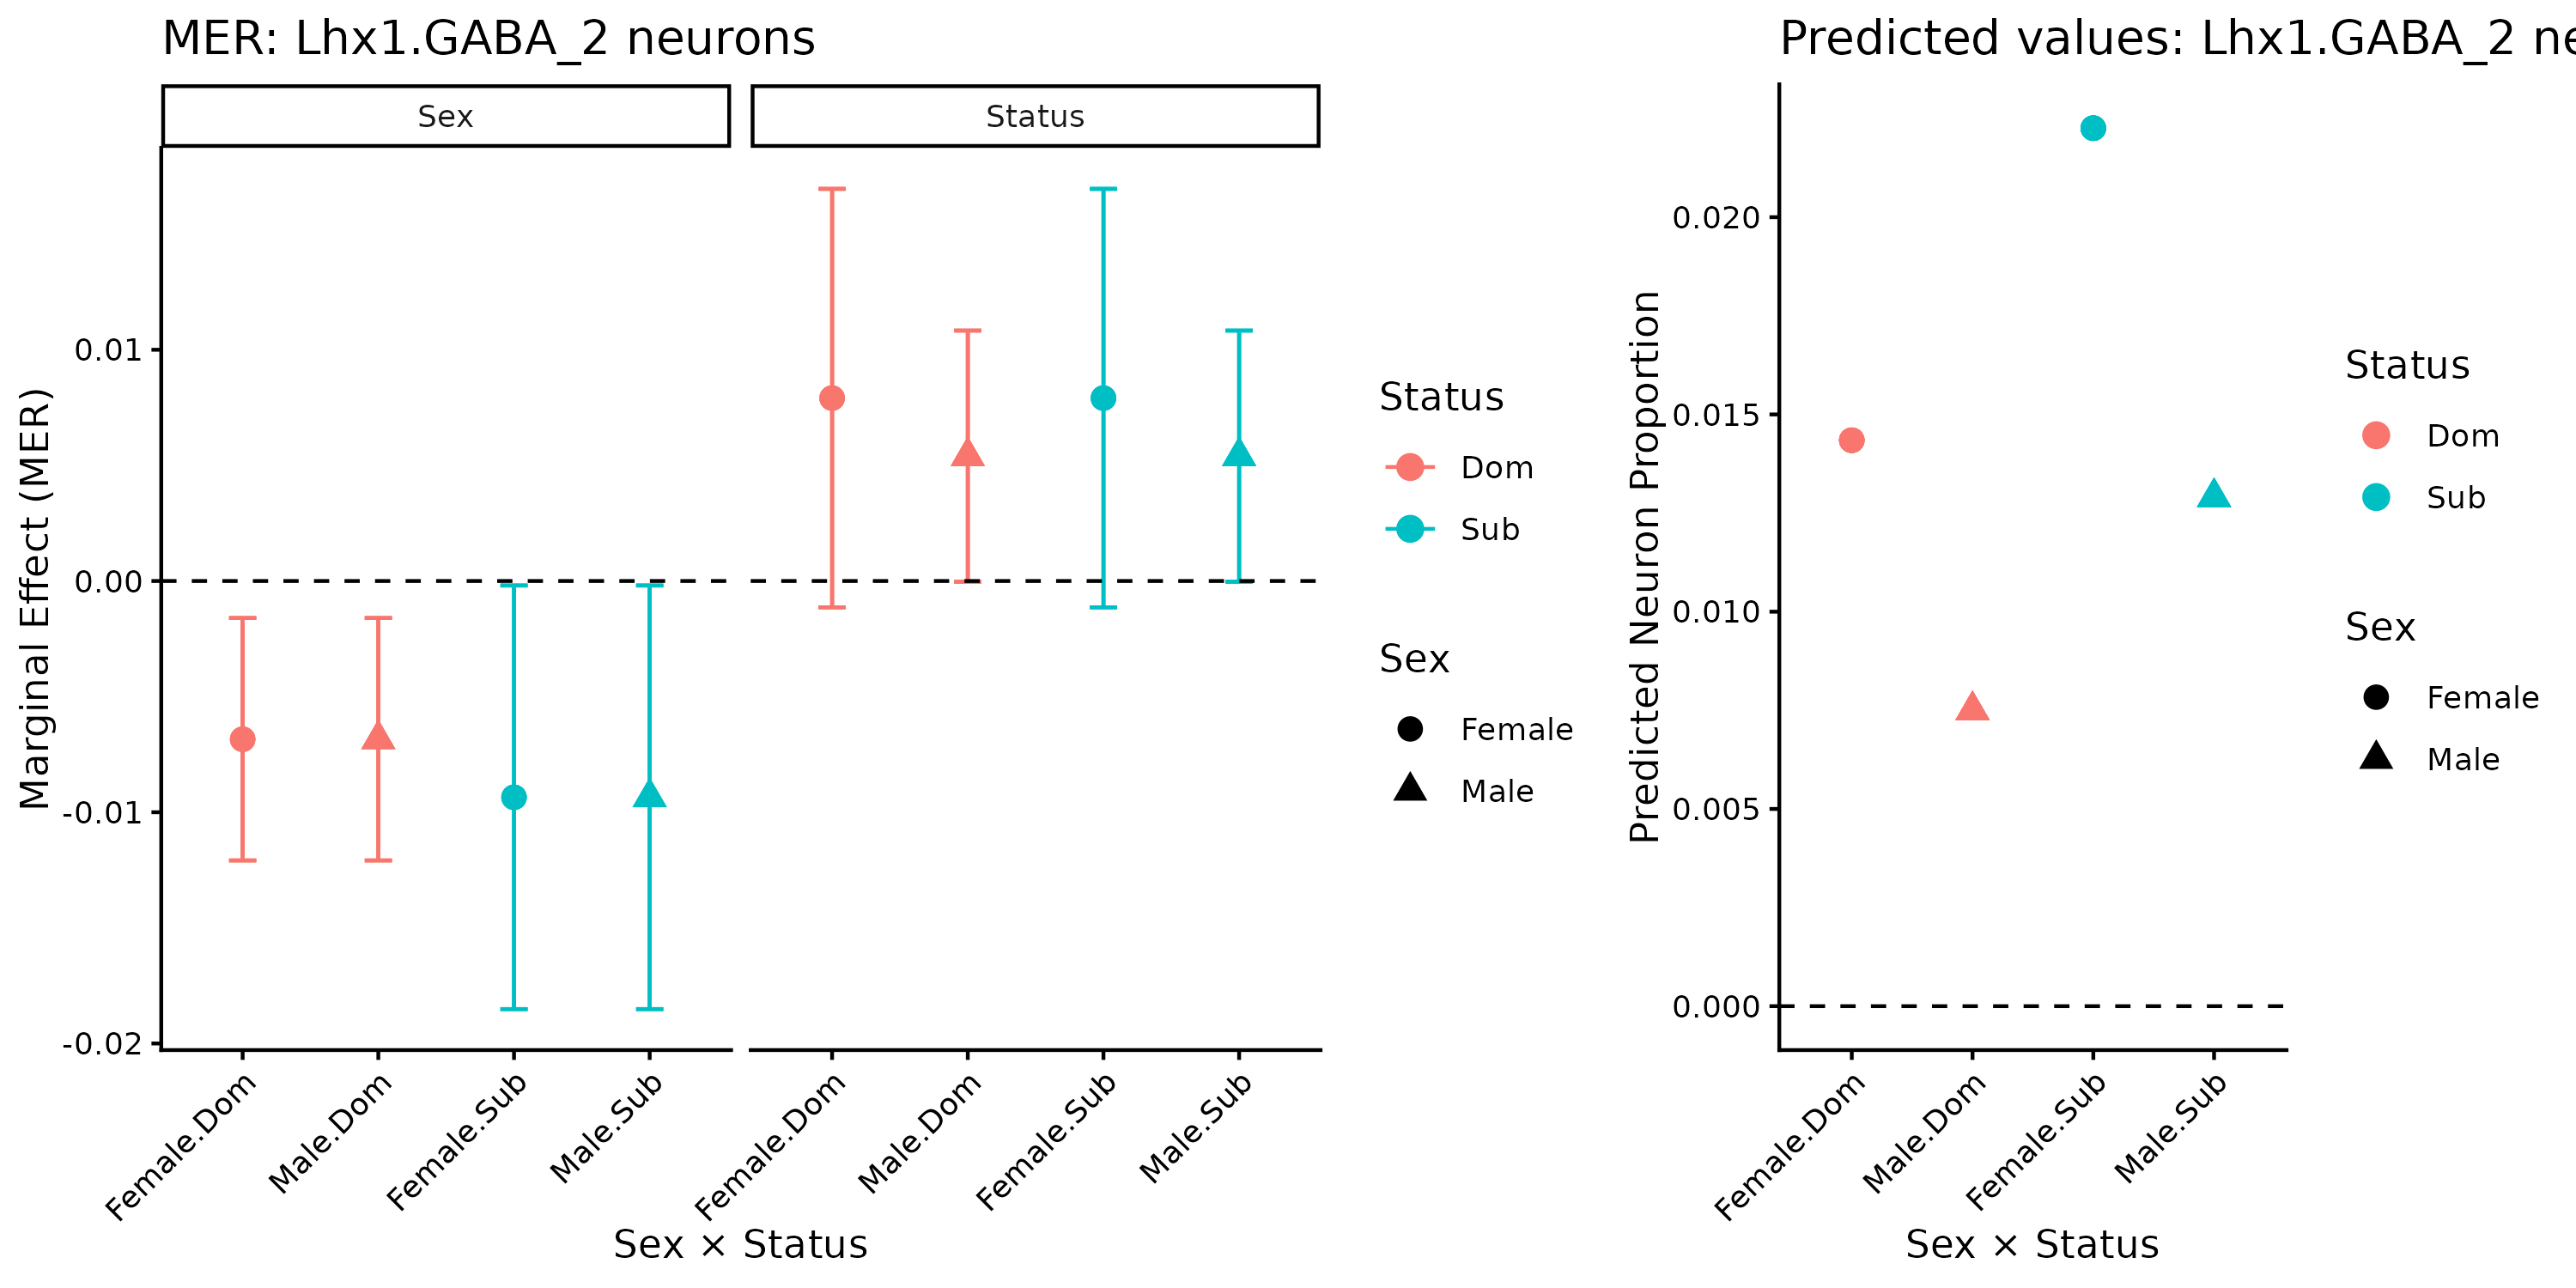 MER: Lhx1.GABA_2 neurons
Sex
Status
Marginal Effect (MER)
0.01
0.00
-0.01
-0.02
Female.Dom
Male.Dom
Female.Sub
Male.Sub
Female.Dom
Male.Dom
Female.Sub
Male.Sub
Sex × Status
Status
Dom
Sub
Sex
Female
Male
Predicted values: Lhx1.GABA_2 ne
Predicted Neuron Proportion
0.020
0.015
0.010
0.005
0.000
Female.Dom
Male.Dom
Female.Sub
Male.Sub
Sex × Status
Status
Dom
Sub
Sex
Female
Male